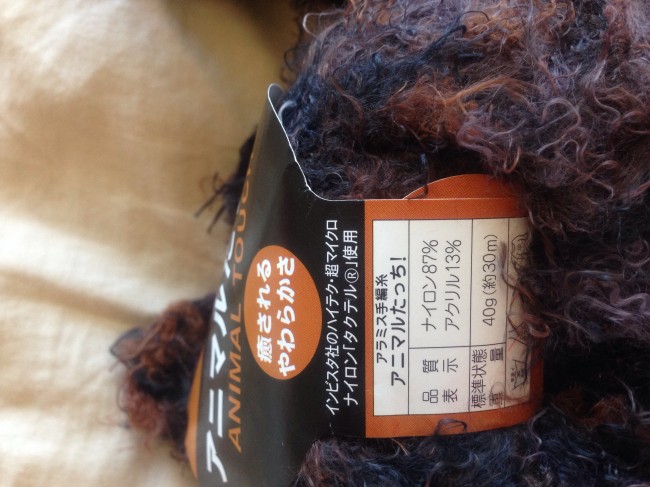 アニマルた
ANIMAL TOUC
癒される
やわらかさ
インビスタ社のハイテク・超マイクロ
ナイロン「タクテル®」使用
アラミス手編糸
アニマルたっち!
品質 ナイロン87%
表示 アクリル13%
標準状態
重量 40g(約30m)